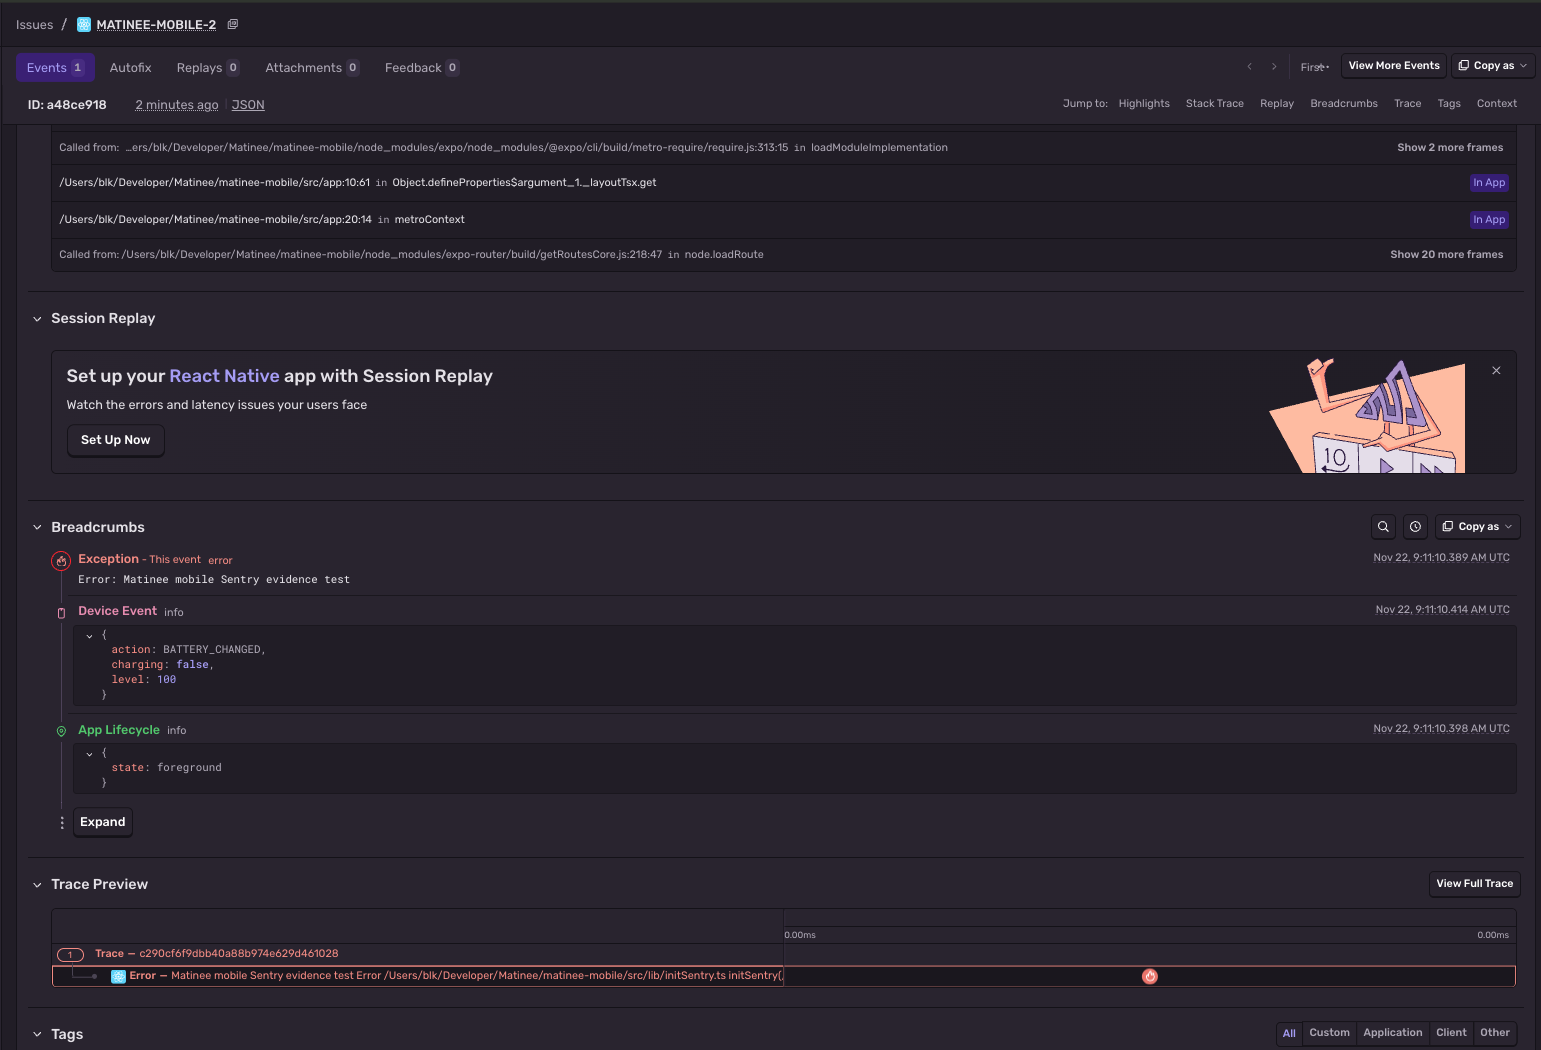 Issues / MATINEE-MOBILE-2
Events 1 Autofix Replays 0 Attachments 0 Feedback 0
First View More Events Copy as
ID: a48ce918 2 minutes ago JSON
Jump to: Highlights Stack Trace Replay Breadcrumbs Trace Tags Context
Called from: …ers/blk/Developer/Matinee/matinee-mobile/node_modules/expo/node_modules/@expo/cli/build/metro-require/require.js:313:15 in loadModuleImplementation Show 2 more frames
/Users/blk/Developer/Matinee/matinee-mobile/src/app:10:61 in Object.defineProperties$argument_1._layoutTsx.get In App
/Users/blk/Developer/Matinee/matinee-mobile/src/app:20:14 in metroContext In App
Called from: /Users/blk/Developer/Matinee/matinee-mobile/node_modules/expo-router/build/getRoutesCore.js:218:47 in node.loadRoute Show 20 more frames
Session Replay
Set up your React Native app with Session Replay
Watch the errors and latency issues your users face
Set Up Now
10
Breadcrumbs Copy as
Exception - This event error Nov 22, 9:11:10.389 AM UTC
Error: Matinee mobile Sentry evidence test
Device Event info Nov 22, 9:11:10.414 AM UTC
{
action: BATTERY_CHANGED,
charging: false,
level: 100
}
App Lifecycle info Nov 22, 9:11:10.398 AM UTC
{
state: foreground
}
Expand
Trace Preview View Full Trace
0.00ms 0.00ms
1 Trace — c290cf6f9dbb40a88b974e629d461028
Error — Matinee mobile Sentry evidence test Error /Users/blk/Developer/Matinee/matinee-mobile/src/lib/initSentry.ts initSentry(
Tags All Custom Application Client Other